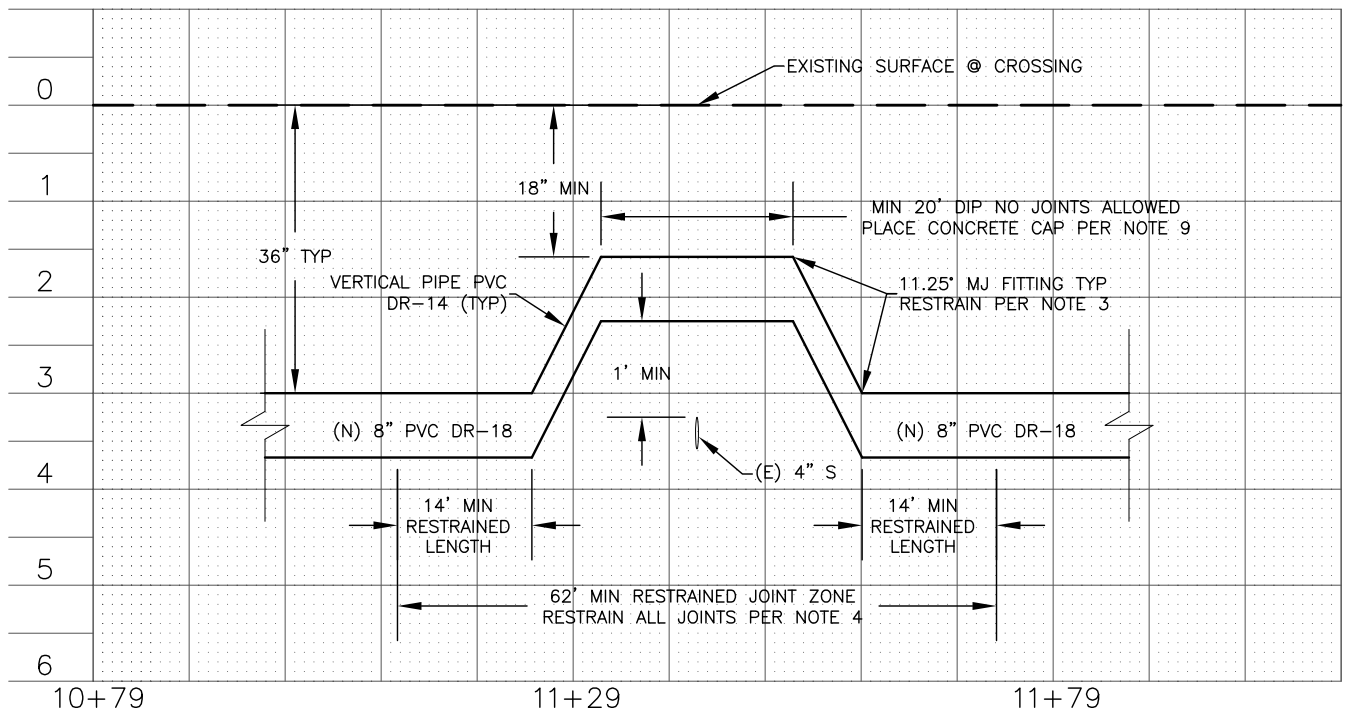 EXISTING SURFACE @ CROSSING
0
1
2
3
4
5
6
18" MIN
MIN 20' DIP NO JOINTS ALLOWED
PLACE CONCRETE CAP PER NOTE 9
36" TYP
VERTICAL PIPE PVC
DR-14 (TYP)
11.25° MJ FITTING TYP
RESTRAIN PER NOTE 3
1' MIN
(N) 8" PVC DR-18
(N) 8" PVC DR-18
(E) 4" S
14' MIN
RESTRAINED
LENGTH
14' MIN
RESTRAINED
LENGTH
62' MIN RESTRAINED JOINT ZONE
RESTRAIN ALL JOINTS PER NOTE 4
10+79
11+29
11+79